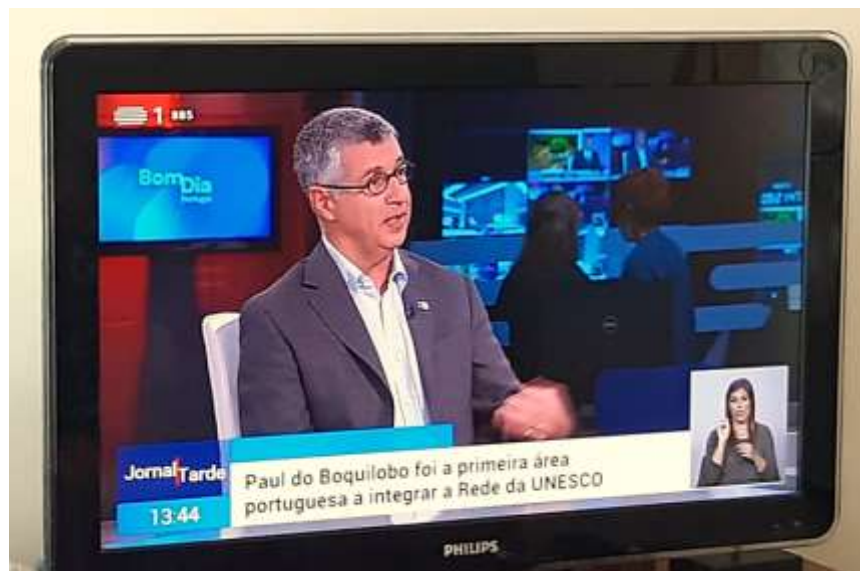 1
Bom
Dia
Portugal
Jornal Tarde
Paul do Boquilobo foi a primeira área
portuguesa a integrar a Rede da UNESCO
13:44
PHILIPS